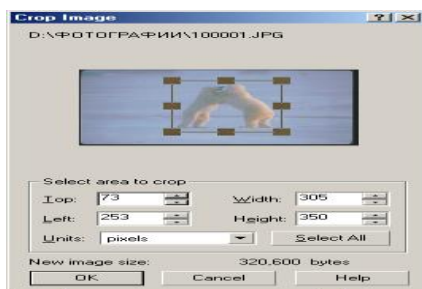 Crop Image
D:\ФОТОГРАФИИ\100001.JPG
Select area to crop
Top: 73 Width: 305
Left: 253 Height: 350
Units: pixels Select All
New image size: 320,600 bytes
OK Cancel Help